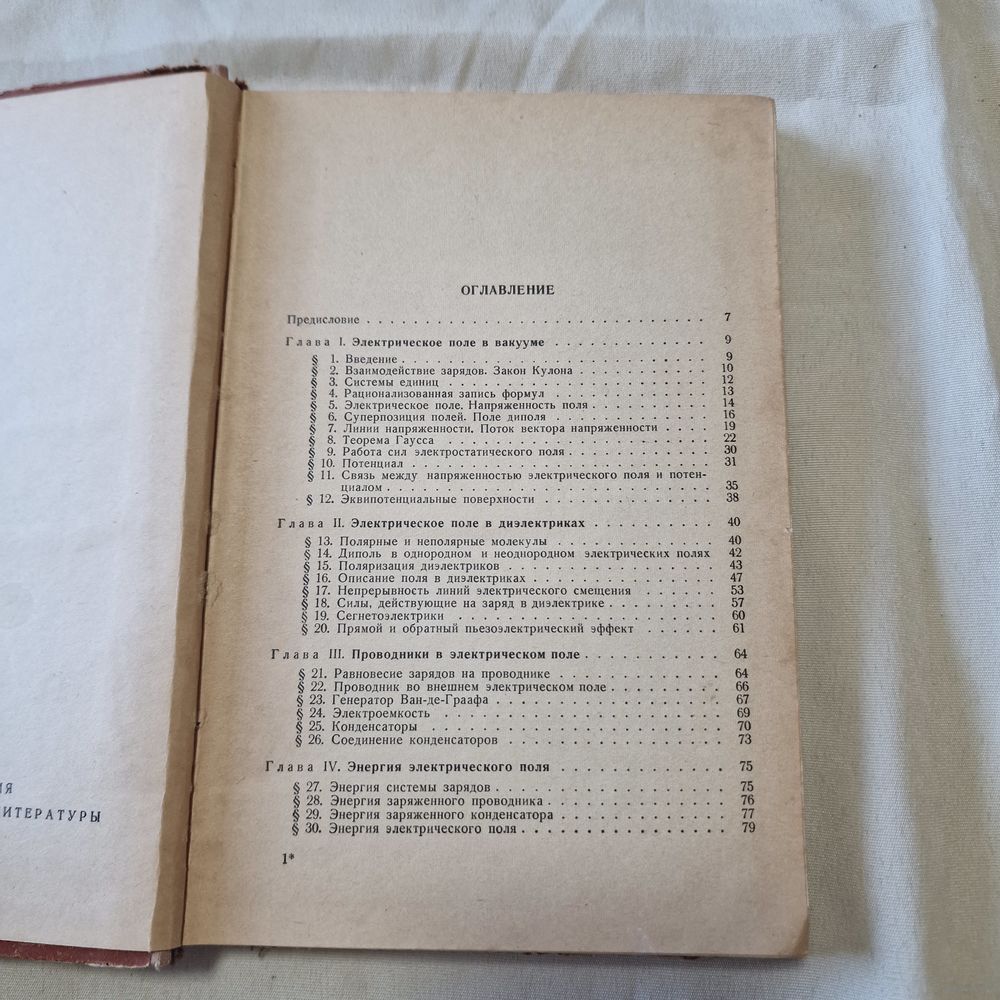 ИЯ
ИТЕРАТУРЫ
ОГЛАВЛЕНИЕ
Предисловие . . . . . . . . . . . . . . . . . . . . . . . . . . . . . 7
Глава I. Электрическое поле в вакууме . . . . . . . . . . . . . 9
§ 1. Введение . . . . . . . . . . . . . . . . . . . . . . . . . . 9
§ 2. Взаимодействие зарядов. Закон Кулона . . . . . . . . . . . . 10
§ 3. Системы единиц . . . . . . . . . . . . . . . . . . . . . . . 12
§ 4. Рационализованная запись формул . . . . . . . . . . . . . . 13
§ 5. Электрическое поле. Напряженность поля . . . . . . . . . . . 14
§ 6. Суперпозиция полей. Поле диполя . . . . . . . . . . . . . . 16
§ 7. Линии напряженности. Поток вектора напряженности . . . . . 19
§ 8. Теорема Гаусса . . . . . . . . . . . . . . . . . . . . . . . 22
§ 9. Работа сил электростатического поля . . . . . . . . . . . . 30
§ 10. Потенциал . . . . . . . . . . . . . . . . . . . . . . . . . 31
§ 11. Связь между напряженностью электрического поля и потен-
циалом . . . . . . . . . . . . . . . . . . . . . . . . . . . 35
§ 12. Эквипотенциальные поверхности . . . . . . . . . . . . . . 38
Глава II. Электрическое поле в диэлектриках . . . . . . . . . . 40
§ 13. Полярные и неполярные молекулы . . . . . . . . . . . . . . 40
§ 14. Диполь в однородном и неоднородном электрических полях 42
§ 15. Поляризация диэлектриков . . . . . . . . . . . . . . . . . 43
§ 16. Описание поля в диэлектриках . . . . . . . . . . . . . . . 47
§ 17. Непрерывность линий электрического смещения . . . . . . . 53
§ 18. Силы, действующие на заряд в диэлектрике . . . . . . . . . 57
§ 19. Сегнетоэлектрики . . . . . . . . . . . . . . . . . . . . . 60
§ 20. Прямой и обратный пьезоэлектрический эффект . . . . . . 61
Глава III. Проводники в электрическом поле . . . . . . . . . . . 64
§ 21. Равновесие зарядов на проводнике . . . . . . . . . . . . . 64
§ 22. Проводник во внешнем электрическом поле . . . . . . . . . 66
§ 23. Генератор Ван-де-Граафа . . . . . . . . . . . . . . . . . 67
§ 24. Электроемкость . . . . . . . . . . . . . . . . . . . . . . 69
§ 25. Конденсаторы . . . . . . . . . . . . . . . . . . . . . . . 70
§ 26. Соединение конденсаторов . . . . . . . . . . . . . . . . . 73
Глава IV. Энергия электрического поля . . . . . . . . . . . . . 75
§ 27. Энергия системы зарядов . . . . . . . . . . . . . . . . . 75
§ 28. Энергия заряженного проводника . . . . . . . . . . . . . . 76
§ 29. Энергия заряженного конденсатора . . . . . . . . . . . . . 77
§ 30. Энергия электрического поля . . . . . . . . . . . . . . . 79
1*